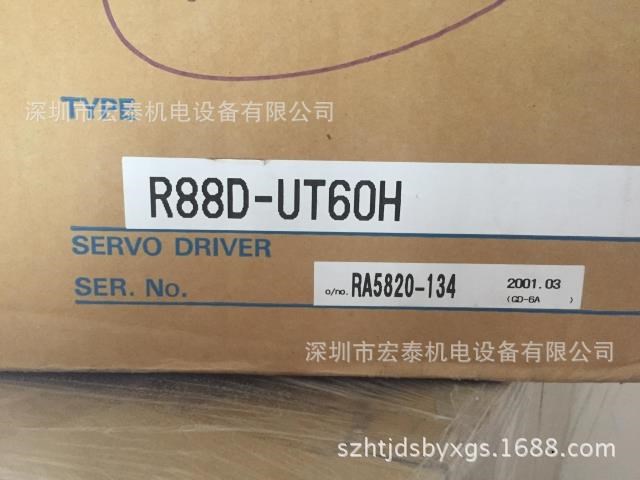 TYPE
深圳市宏泰机电设备有限公司
R88D-UT60H
SERVO DRIVER
SER. No.
o/no. RA5820-134
2001.03
(GD-6A )
深圳市宏泰机电设备有限公司
szhtjdsbyxgs.1688.com